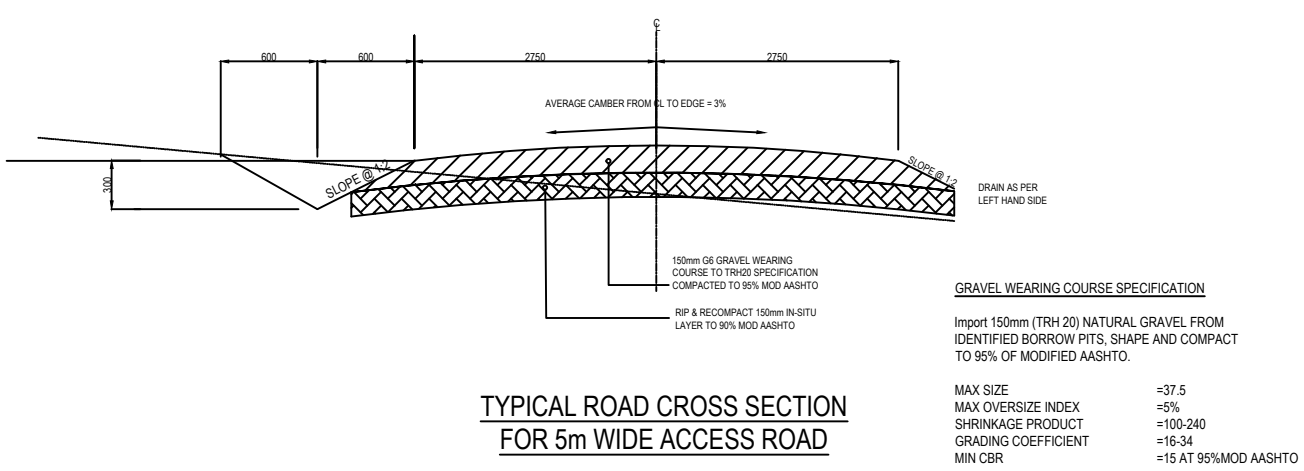 ℄
600
600
2750
2750
AVERAGE CAMBER FROM CL TO EDGE = 3%
300
SLOPE @ 1:2
SLOPE @ 1:2
DRAIN AS PER
LEFT HAND SIDE
150mm G6 GRAVEL WEARING
COURSE TO TRH20 SPECIFICATION
COMPACTED TO 95% MOD AASHTO
RIP & RECOMPACT 150mm IN-SITU
LAYER TO 90% MOD AASHTO
TYPICAL ROAD CROSS SECTION
FOR 5m WIDE ACCESS ROAD
GRAVEL WEARING COURSE SPECIFICATION
Import 150mm (TRH 20) NATURAL GRAVEL FROM
IDENTIFIED BORROW PITS, SHAPE AND COMPACT
TO 95% OF MODIFIED AASHTO.
MAX SIZE =37.5
MAX OVERSIZE INDEX =5%
SHRINKAGE PRODUCT =100-240
GRADING COEFFICIENT =16-34
MIN CBR =15 AT 95%MOD AASHTO